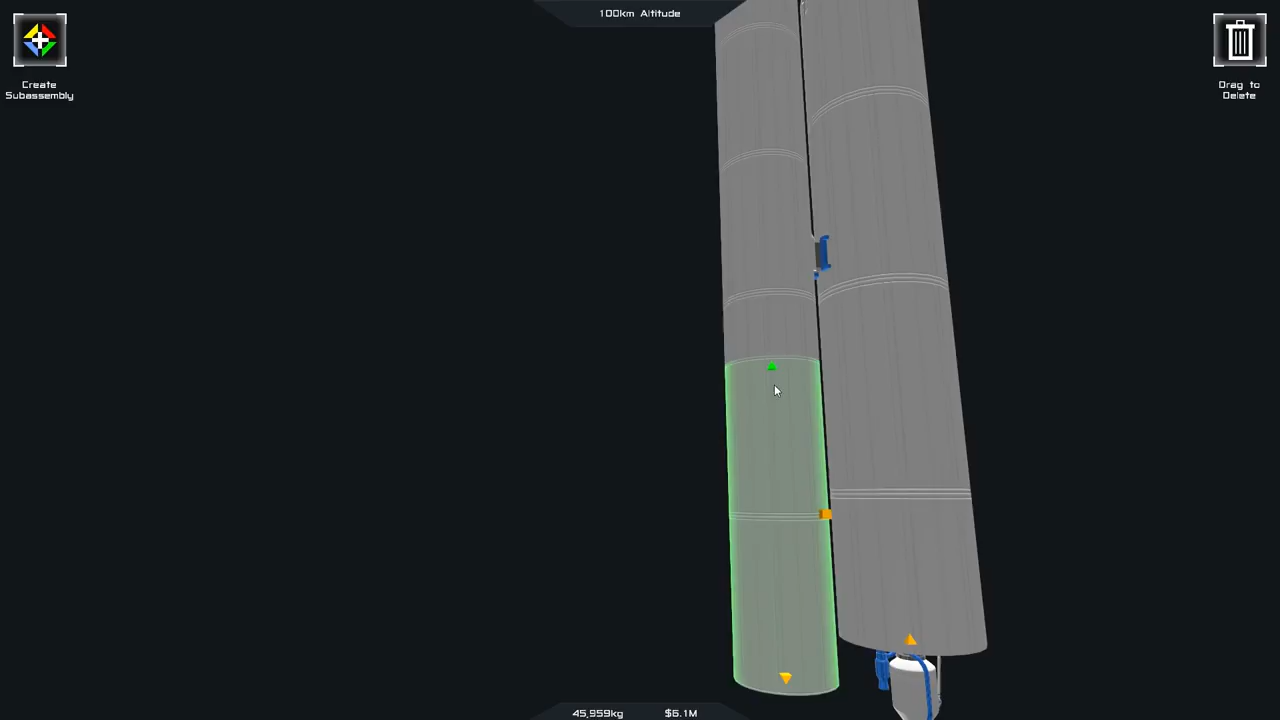 100km Altitude
Create
Subassembly
Drag to
Delete
45,959kg
$6.1M